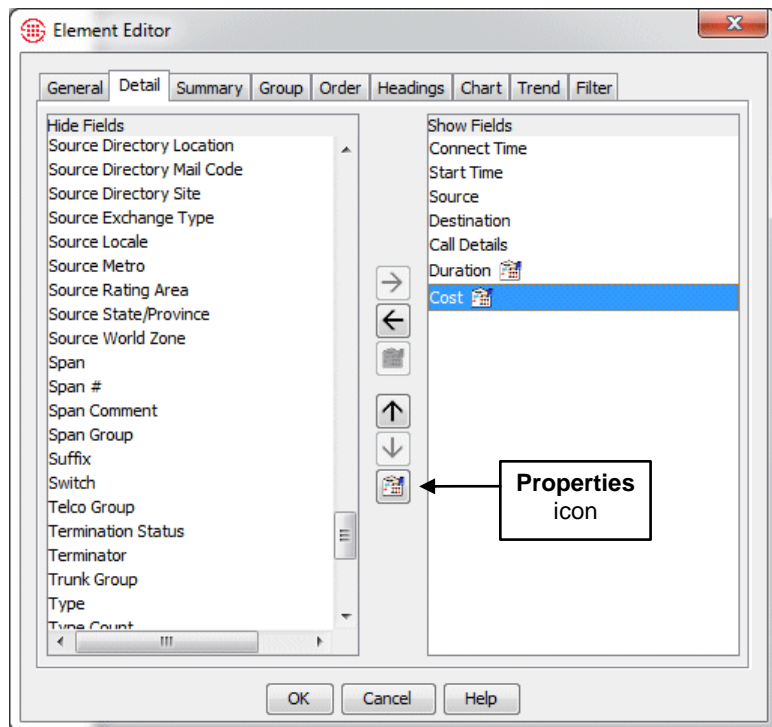 Element Editor
General Detail Summary Group Order Headings Chart Trend Filter
Hide Fields
Source Directory Location
Source Directory Mail Code
Source Directory Site
Source Exchange Type
Source Locale
Source Metro
Source Rating Area
Source State/Province
Source World Zone
Span
Span #
Span Comment
Span Group
Suffix
Switch
Telco Group
Termination Status
Terminator
Trunk Group
Type
Type Count
Show Fields
Connect Time
Start Time
Source
Destination
Call Details
Duration
Cost
Properties
icon
OK Cancel Help